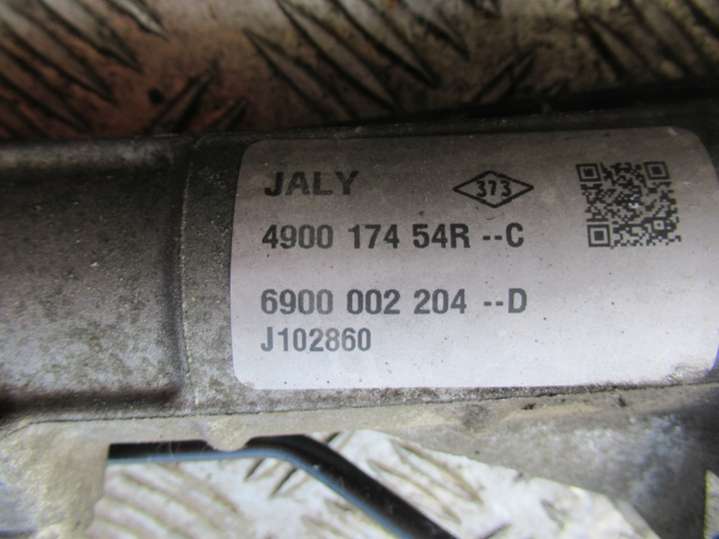 JALY 373
4900 174 54R --C
6900 002 204 --D
J102860